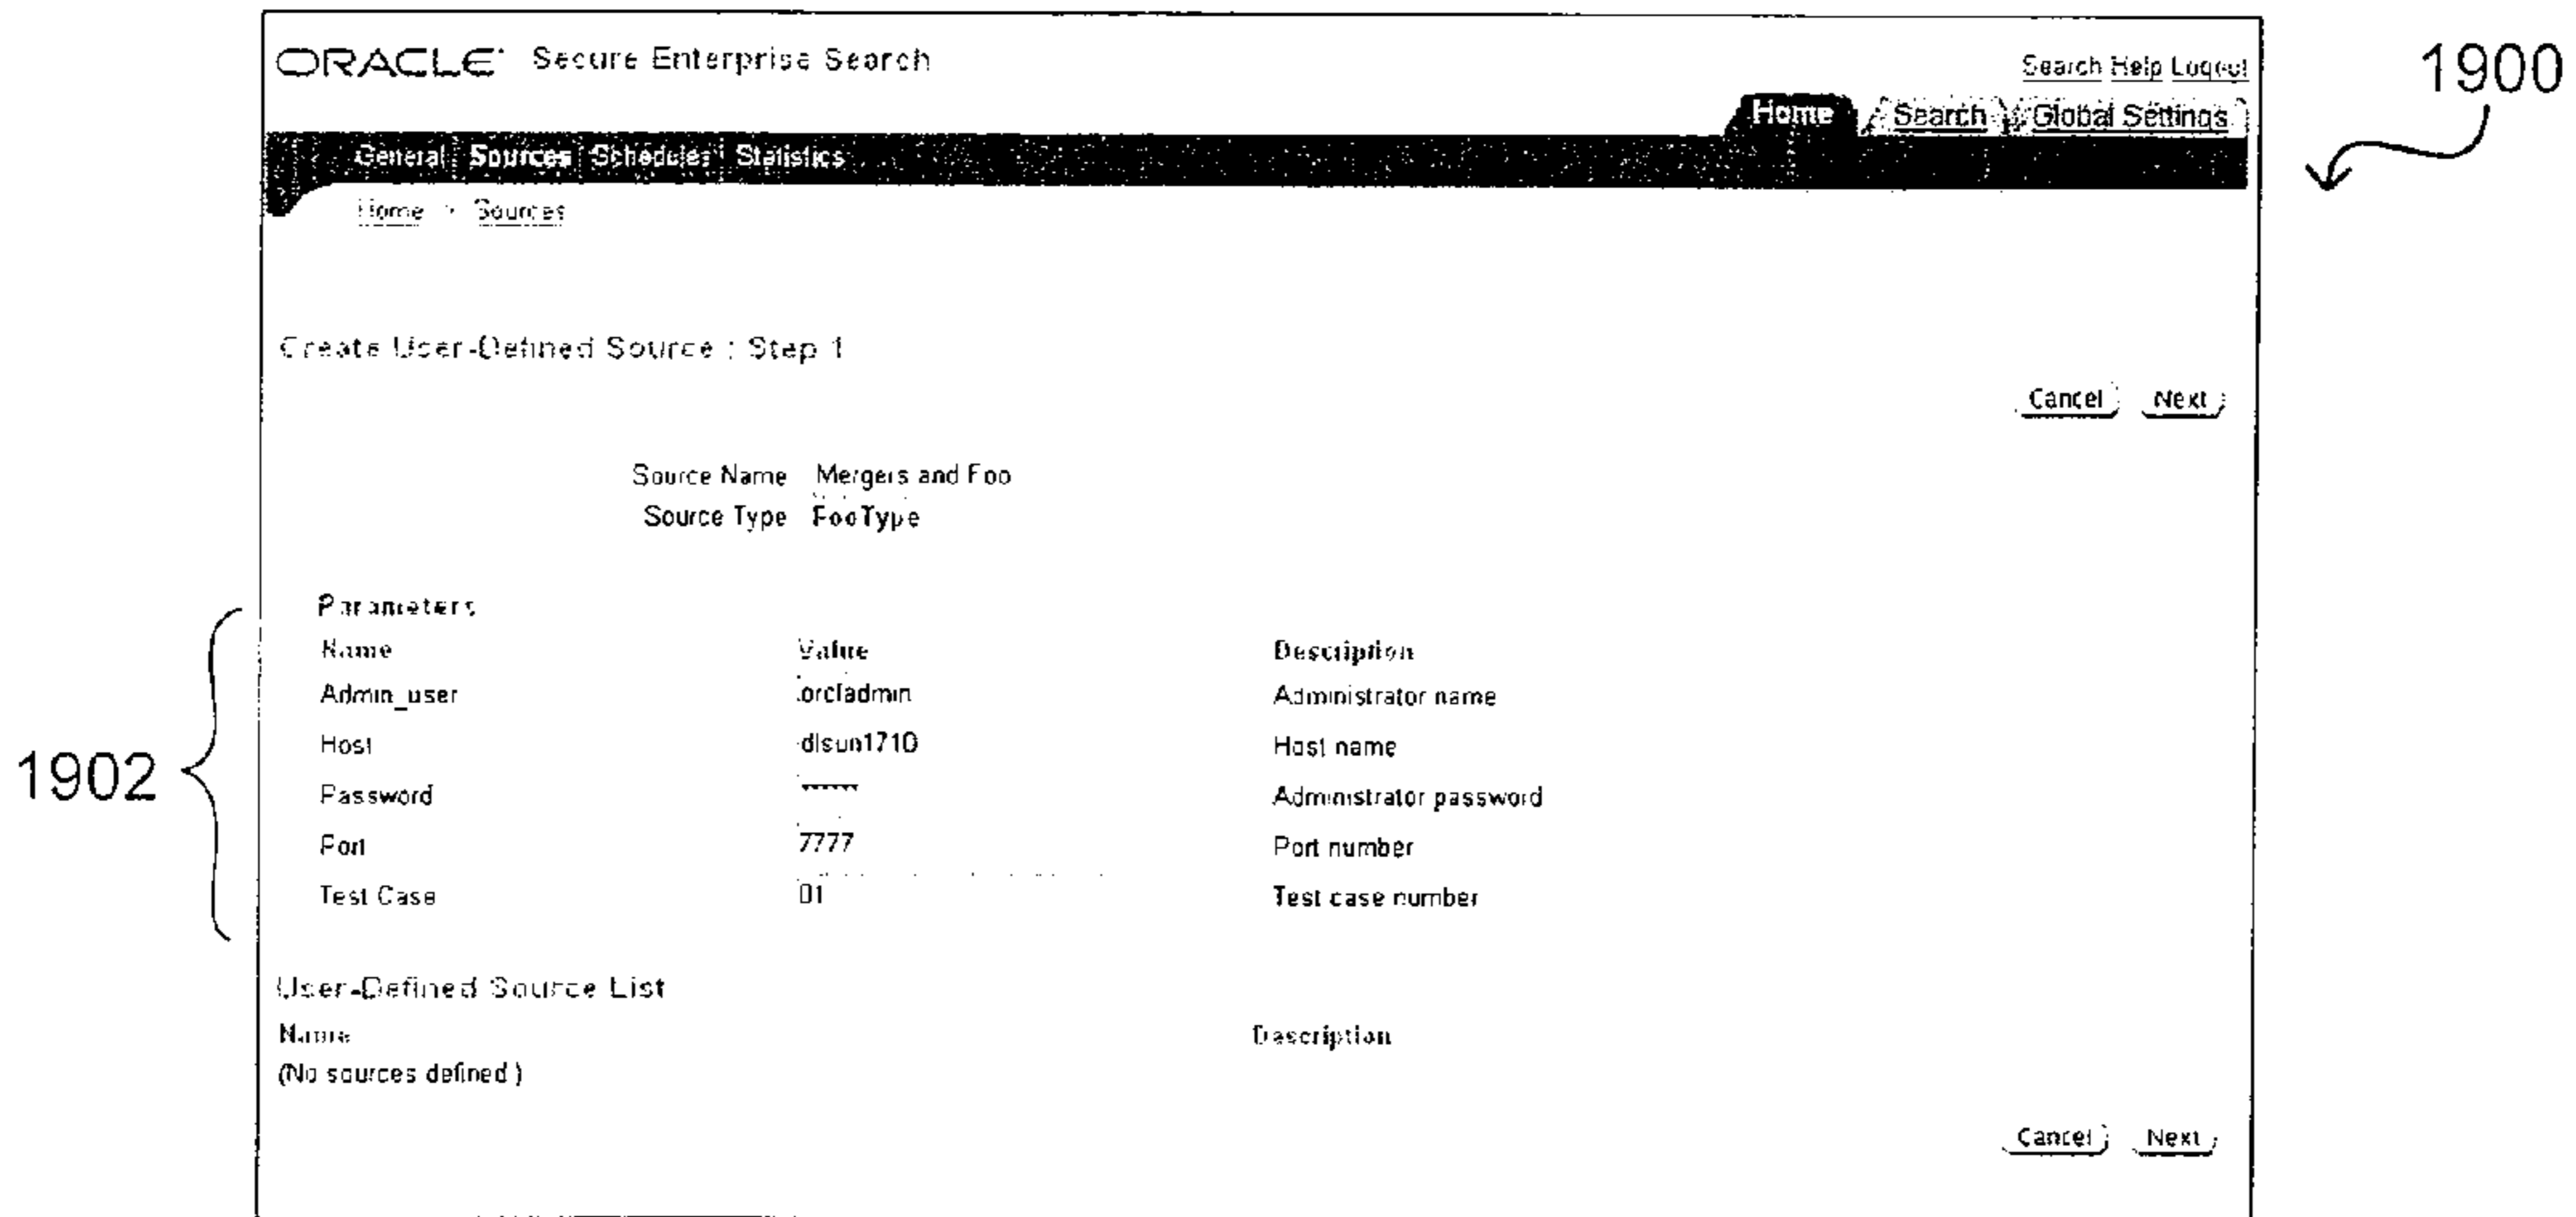 ORACLE Secure Enterprise Search
Search Help Logout
1900
Home Search Global Settings
General Sources Schedules Statistics
Home > Sources
Create User-Defined Source : Step 1
Cancel Next
Source Name Mergers and Foo
Source Type FooType
Parameters
Name Value Description
Admin_user orcladmin Administrator name
Host dlsun1710 Host name
1902
Password ****** Administrator password
Port 7777 Port number
Test Case 01 Test case number
User-Defined Source List
Name Description
(No sources defined )
Cancel Next